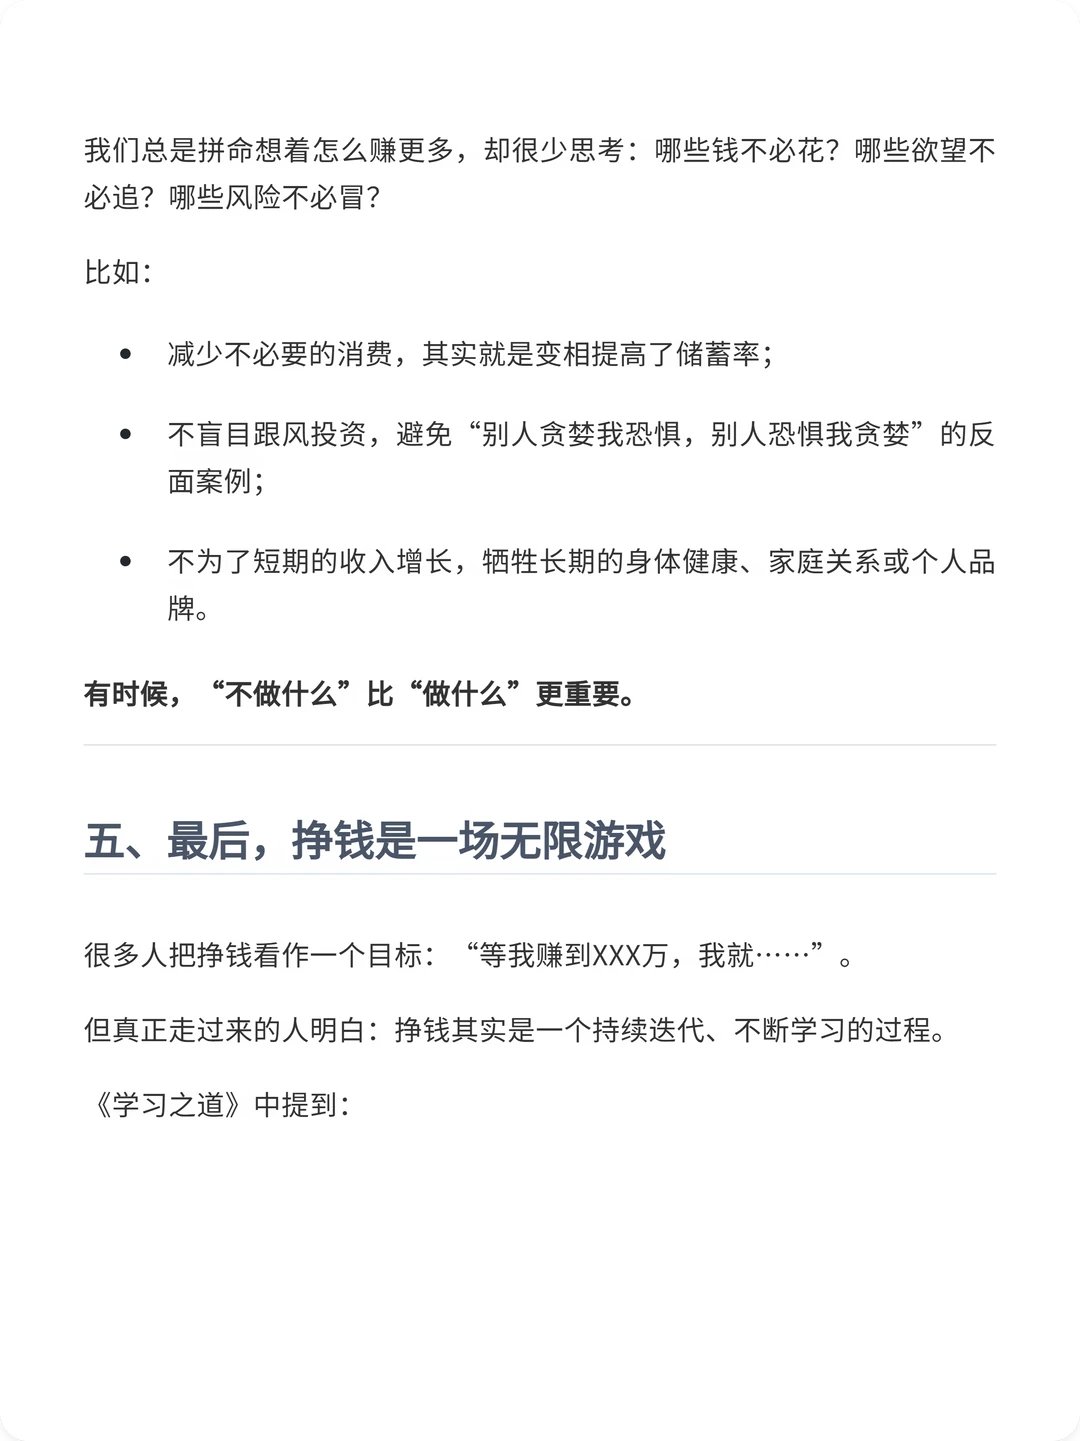 我们总是拼命想着怎么赚更多，却很少思考：哪些钱不必花？哪些欲望不
必追？哪些风险不必冒？
比如：
• 减少不必要的消费，其实就是变相提高了储蓄率；
• 不盲目跟风投资，避免“别人贪婪我恐惧，别人恐惧我贪婪”的反
面案例；
• 不为了短期的收入增长，牺牲长期的身体健康、家庭关系或个人品
牌。
有时候，“不做什么”比“做什么”更重要。
五、最后，挣钱是一场无限游戏
很多人把挣钱看作一个目标：“等我赚到XXX万，我就……”。
但真正走过来的人明白：挣钱其实是一个持续迭代、不断学习的过程。
《学习之道》中提到：